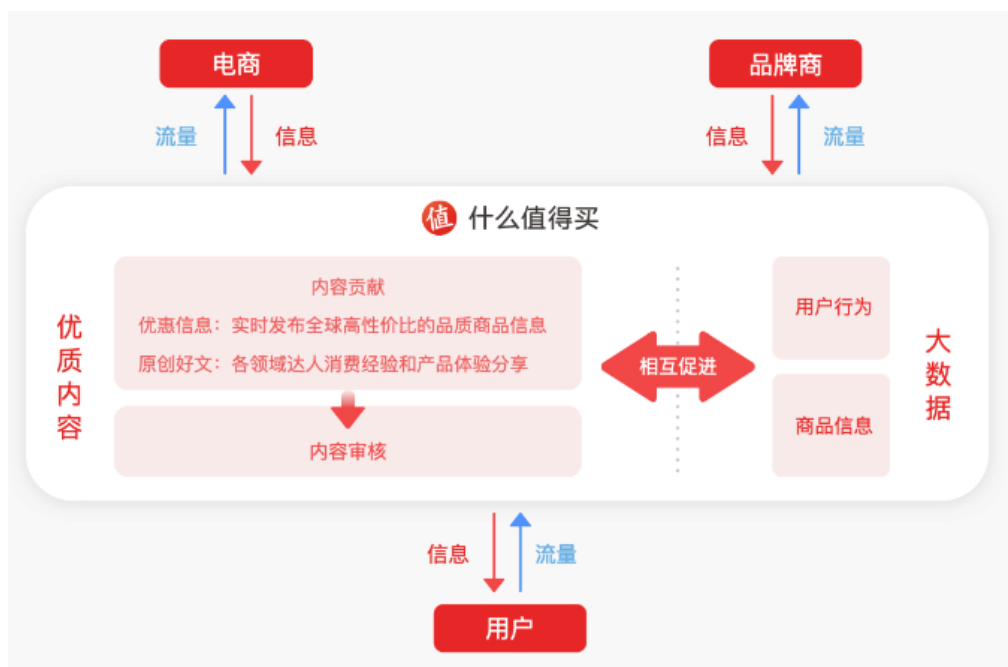 电商
品牌商
流量
信息
信息
流量
值 什么值得买
优质内容
内容贡献
优惠信息：实时发布全球高性价比的品质商品信息
原创好文：各领域达人消费经验和产品体验分享
内容审核
相互促进
用户行为
商品信息
大数据
信息
流量
用户